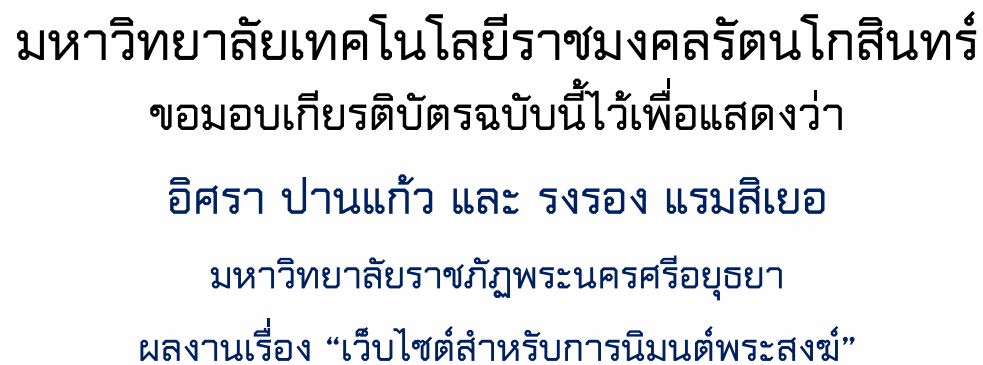 มหาวิทยาลัยเทคโนโลยีราชมงคลรัตนโกสินทร์
ขอมอบเกียรติบัตรฉบับนี้ไว้เพื่อแสดงว่า
อิศรา ปานแก้ว และ รงรอง แรมสิเยอ
มหาวิทยาลัยราชภัฏพระนครศรีอยุธยา
ผลงานเรื่อง “เว็บไซต์สำหรับการนิมนต์พระสงฆ์”